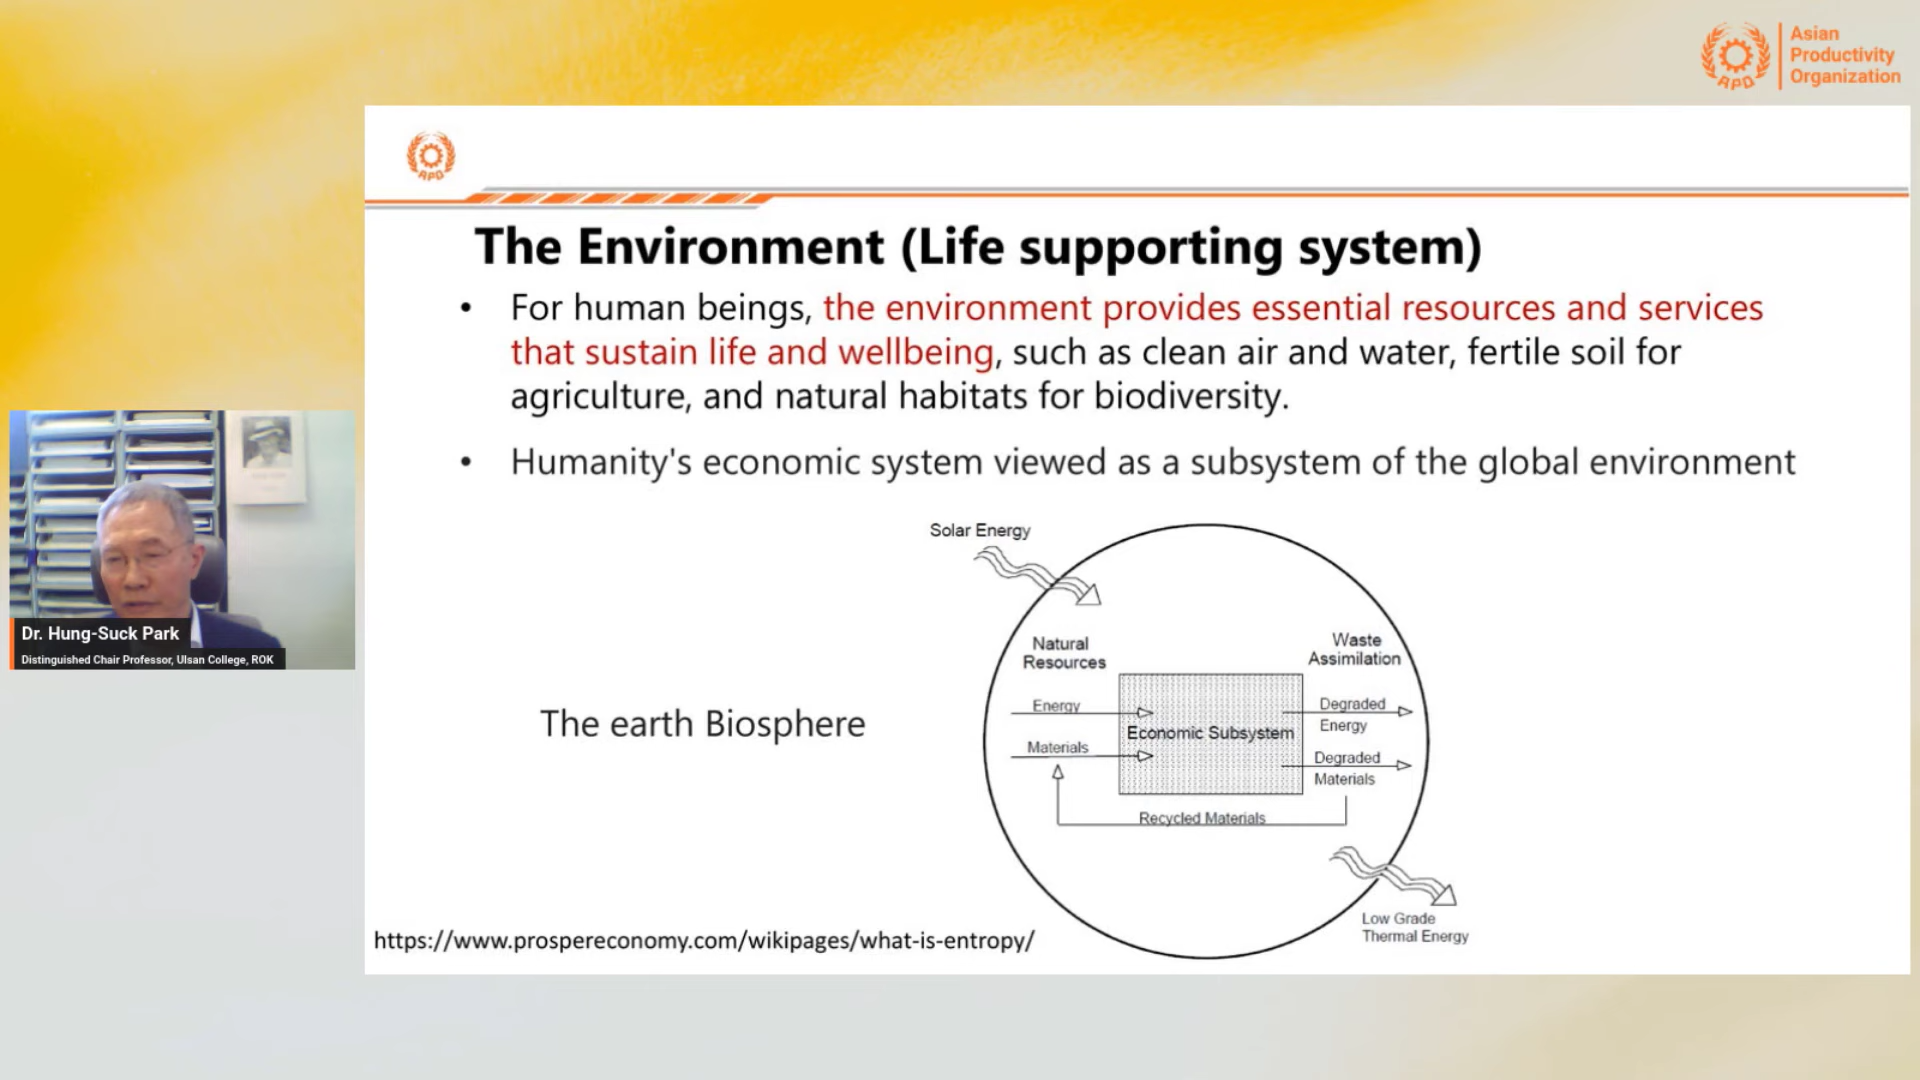 Asian
Productivity
Organization
APO
APO
The Environment (Life supporting system)
• For human beings, the environment provides essential resources and services
that sustain life and wellbeing, such as clean air and water, fertile soil for
agriculture, and natural habitats for biodiversity.
• Humanity's economic system viewed as a subsystem of the global environment
Solar Energy
Natural
Resources
Waste
Assimilation
Energy
Degraded
Energy
Economic Subsystem
Materials
Degraded
Materials
Recycled Materials
The earth Biosphere
Low Grade
Thermal Energy
https://www.prospereconomy.com/wikipages/what-is-entropy/
Dr. Hung-Suck Park
Distinguished Chair Professor, Ulsan College, ROK